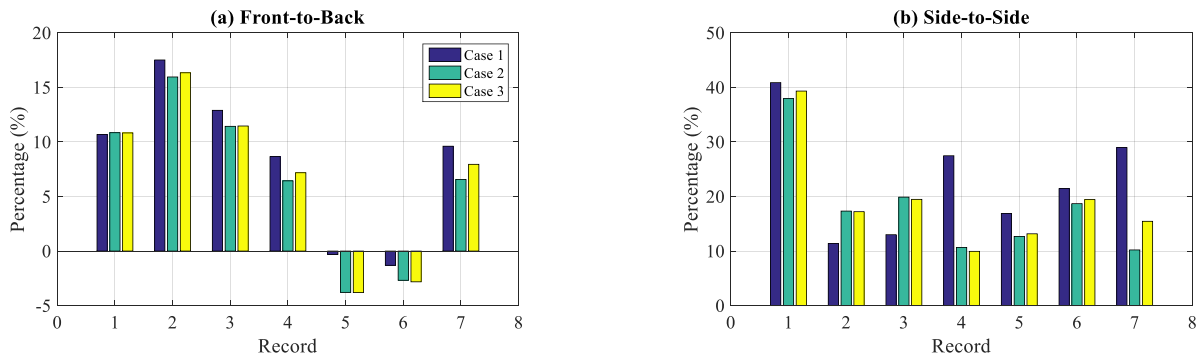 (a) Front-to-Back
20
15
10
5
0
-5
Percentage (%)
Case 1
Case 2
Case 3
0 1 2 3 4 5 6 7 8
Record
(b) Side-to-Side
50
40
30
20
10
0
Percentage (%)
0 1 2 3 4 5 6 7 8
Record